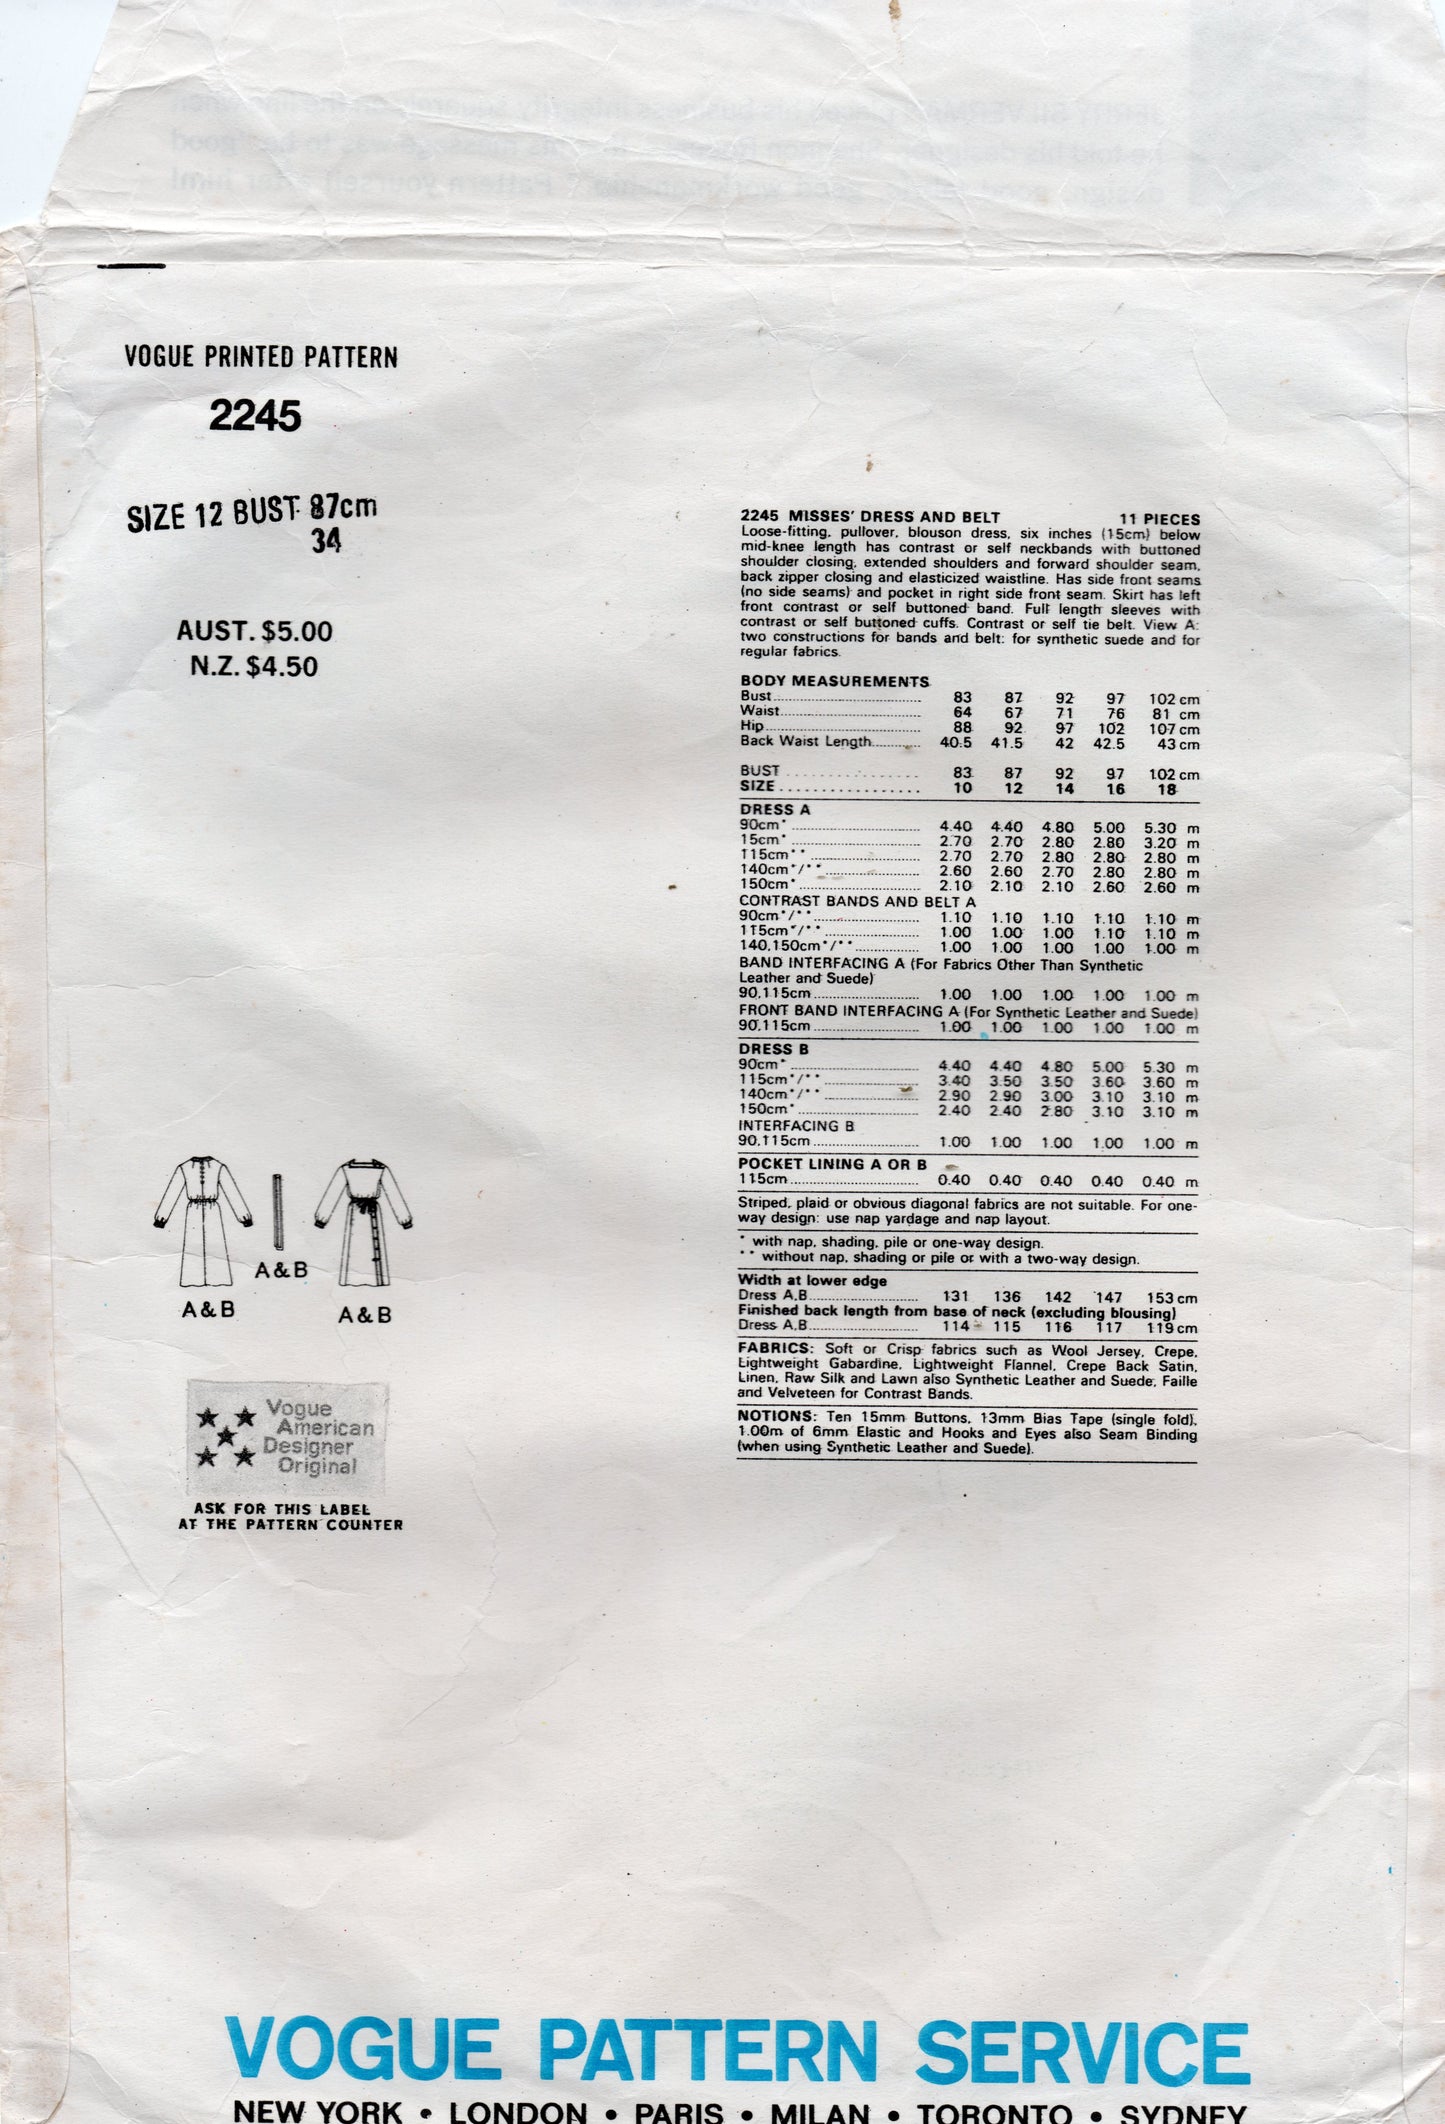 VOGUE PRINTED PATTERN
2245
SIZE 12 BUST 87cm
34
AUST. $5.00
N.Z. $4.50
2245 MISSES' DRESS AND BELT 11 PIECES
Loose-fitting, pullover, blouson dress, six inches (15cm) below
mid-knee length has contrast or self neckbands with buttoned
shoulder closing, extended shoulders and forward shoulder seam,
back zipper closing and elasticized waistline. Has side front seams
(no side seams) and pocket in right side front seam. Skirt has left
front contrast or self buttoned band. Full length sleeves with
contrast or self buttoned cuffs. Contrast or self tie belt. View A:
two constructions for bands and belt: for synthetic suede and for
regular fabrics.
BODY MEASUREMENTS
Bust 83 87 92 97 102 cm
Waist 64 67 71 76 81 cm
Hip 88 92 97 102 107 cm
Back Waist Length 40.5 41.5 42 42.5 43 cm
BUST 83 87 92 97 102 cm
SIZE 10 12 14 16 18
DRESS A
90cm* 4.40 4.40 4.80 5.00 5.30 m
15cm* 2.70 2.70 2.80 2.80 3.20 m
115cm** 2.70 2.70 2.80 2.80 2.80 m
140cm*/** 2.60 2.60 2.70 2.80 2.80 m
150cm* 2.10 2.10 2.10 2.60 2.60 m
CONTRAST BANDS AND BELT A
90cm*/** 1.10 1.10 1.10 1.10 1.10 m
115cm*/** 1.00 1.00 1.00 1.10 1.10 m
140,150cm*/** 1.00 1.00 1.00 1.00 1.00 m
BAND INTERFACING A (For Fabrics Other Than Synthetic
Leather and Suede)
90,115cm 1.00 1.00 1.00 1.00 1.00 m
FRONT BAND INTERFACING A (For Synthetic Leather and Suede)
90,115cm 1.00 1.00 1.00 1.00 1.00 m
DRESS B
90cm* 4.40 4.40 4.80 5.00 5.30 m
115cm*/** 3.40 3.50 3.50 3.60 3.60 m
140cm*/** 2.90 2.90 3.00 3.10 3.10 m
150cm* 2.40 2.40 2.80 3.10 3.10 m
INTERFACING B
90,115cm 1.00 1.00 1.00 1.00 1.00 m
POCKET LINING A OR B
115cm 0.40 0.40 0.40 0.40 0.40 m
Striped, plaid or obvious diagonal fabrics are not suitable. For one-
way design: use nap yardage and nap layout.
* with nap, shading, pile or one-way design.
** without nap, shading or pile or with a two-way design.
Width at lower edge
Dress A,B 131 136 142 147 153 cm
Finished back length from base of neck (excluding blousing)
Dress A,B 114 115 116 117 119 cm
FABRICS: Soft or Crisp fabrics such as Wool Jersey, Crepe,
Lightweight Gabardine, Lightweight Flannel, Crepe Back Satin,
Linen, Raw Silk and Lawn also Synthetic Leather and Suede, Faille
and Velveteen for Contrast Bands.
NOTIONS: Ten 15mm Buttons, 13mm Bias Tape (single fold),
1.00m of 6mm Elastic and Hooks and Eyes also Seam Binding
(when using Synthetic Leather and Suede).
A&B
A&B
A&B
Vogue
American
Designer
Original
ASK FOR THIS LABEL
AT THE PATTERN COUNTER
VOGUE PATTERN SERVICE
NEW YORK • LONDON • PARIS • MILAN • TORONTO • SYDNEY